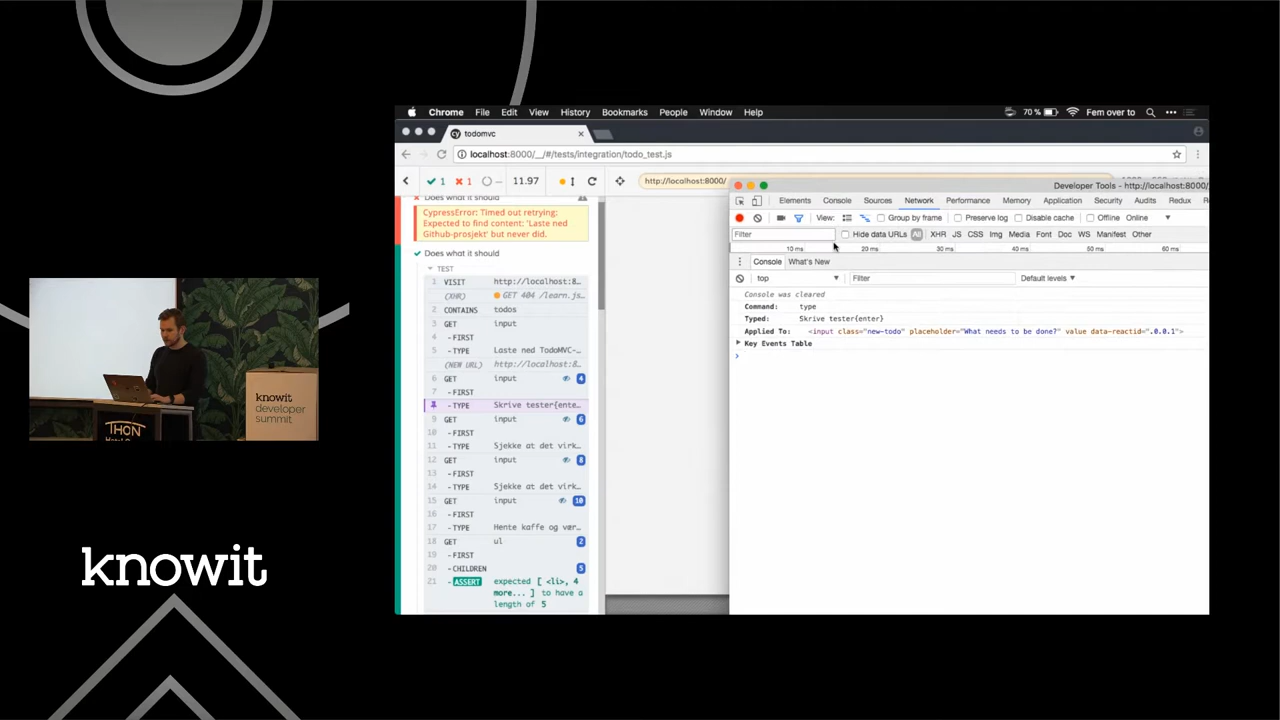 Chrome File Edit View History Bookmarks People Window Help 70 % Fem over to
cy todomvc
localhost:8000/__/#/tests/integration/todo_test.js
1 1 -- 11.97 http://localhost:8000/
Developer Tools - http://localhost:8000/
Elements Console Sources Network Performance Memory Application Security Audits Redux
View: Group by frame Preserve log Disable cache Offline Online
Filter Hide data URLs All XHR JS CSS Img Media Font Doc WS Manifest Other
10 ms 20 ms 30 ms 40 ms 50 ms 60 ms
Console What's New
top Filter Default levels
Console was cleared
Command: type
Typed: Skrive tester{enter}
Applied To: <input class="new-todo" placeholder="What needs to be done?" value data-reactid=".0.0.1">
Key Events Table
Does what it should
CypressError: Timed out retrying:
Expected to find content: 'Laste ned
Github-prosjekt' but never did.
Does what it should
TEST
1 VISIT http://localhost:8…
(XHR) GET 404 /learn.js…
2 CONTAINS todos
3 GET input
4 -FIRST
5 -TYPE Laste ned TodoMVC-…
(NEW URL) http://localhost:8…
6 GET input 4
7 -FIRST
-TYPE Skrive tester{ente…
9 GET input 6
10 -FIRST
11 -TYPE Sjekke at det virk…
12 GET input 8
13 -FIRST
14 -TYPE Sjekke at det virk…
15 GET input 10
16 -FIRST
17 -TYPE Hente kaffe og vær…
18 GET ul 2
19 -FIRST
20 -CHILDREN 5
21 -ASSERT expected [ <li>, 4
more... ] to have a
length of 5
knowit
developer
summit
THON
Hotel
knowit